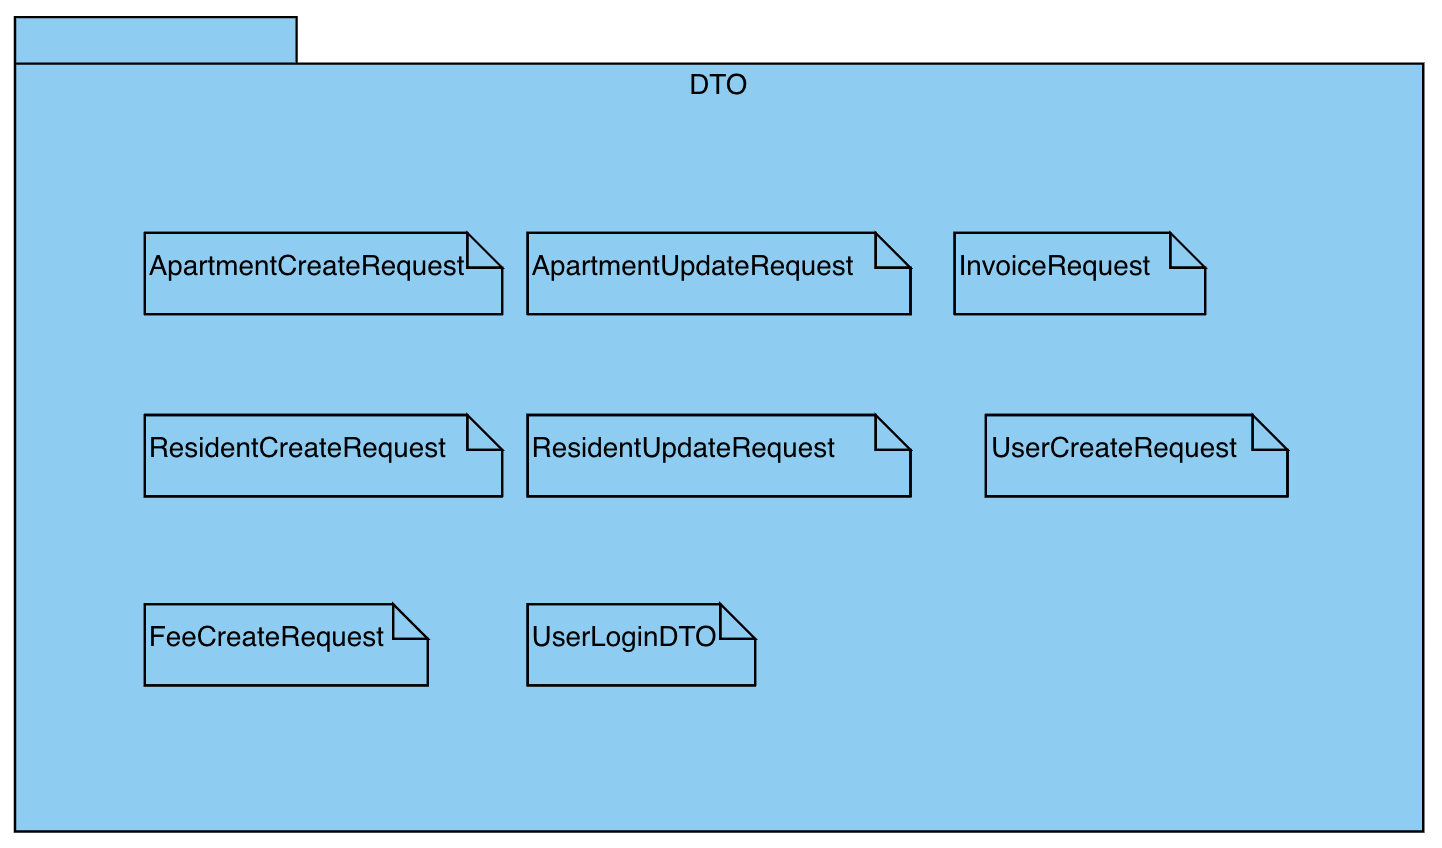 DTO
ApartmentCreateRequest
ApartmentUpdateRequest
InvoiceRequest
ResidentCreateRequest
ResidentUpdateRequest
UserCreateRequest
FeeCreateRequest
UserLoginDTO